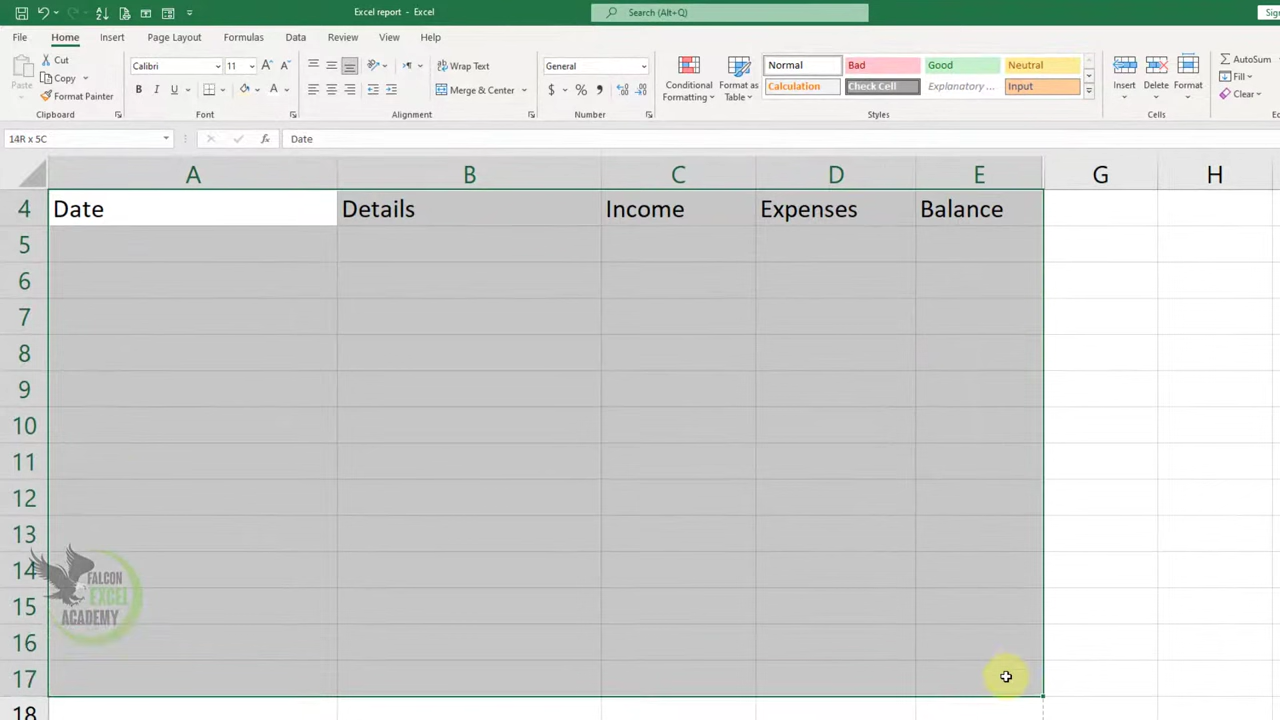 Excel report - Excel
Search (Alt+Q)
File Home Insert Page Layout Formulas Data Review View Help
Paste
Cut
Copy
Format Painter
Clipboard
Calibri 11
B I U A
Font
Wrap Text
Merge & Center
Alignment
General
$ % ,
Number
Conditional Formatting
Format as Table
Normal Bad Good Neutral
Calculation Check Cell Explanatory ... Input
Styles
Insert Delete Format
Cells
AutoSum
Fill
Clear
14R x 5C fx Date
A B C D E G H
4 Date Details Income Expenses Balance
5
6
7
8
9
10
11
12
13
14
15
16
17
18
FALCON
EXCEL
ACADEMY